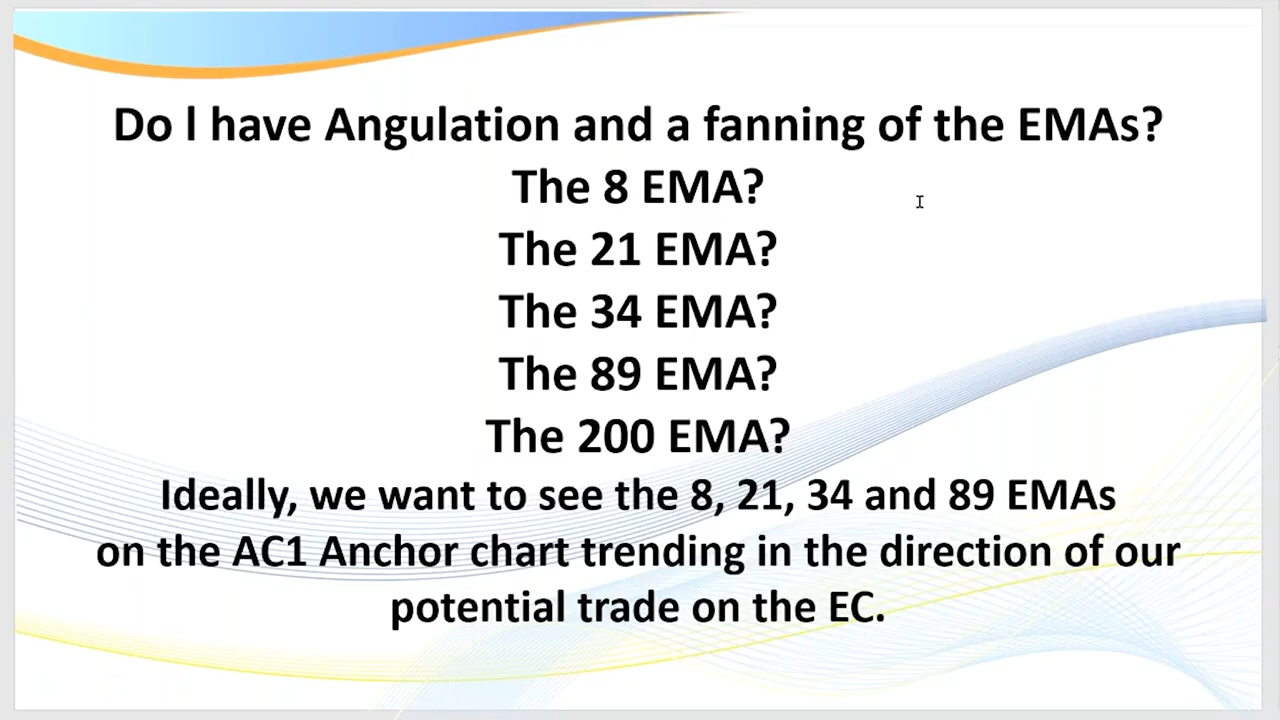 Do I have Angulation and a fanning of the EMAs?
The 8 EMA?
The 21 EMA?
The 34 EMA?
The 89 EMA?
The 200 EMA?
Ideally, we want to see the 8, 21, 34 and 89 EMAs
on the AC1 Anchor chart trending in the direction of our
potential trade on the EC.